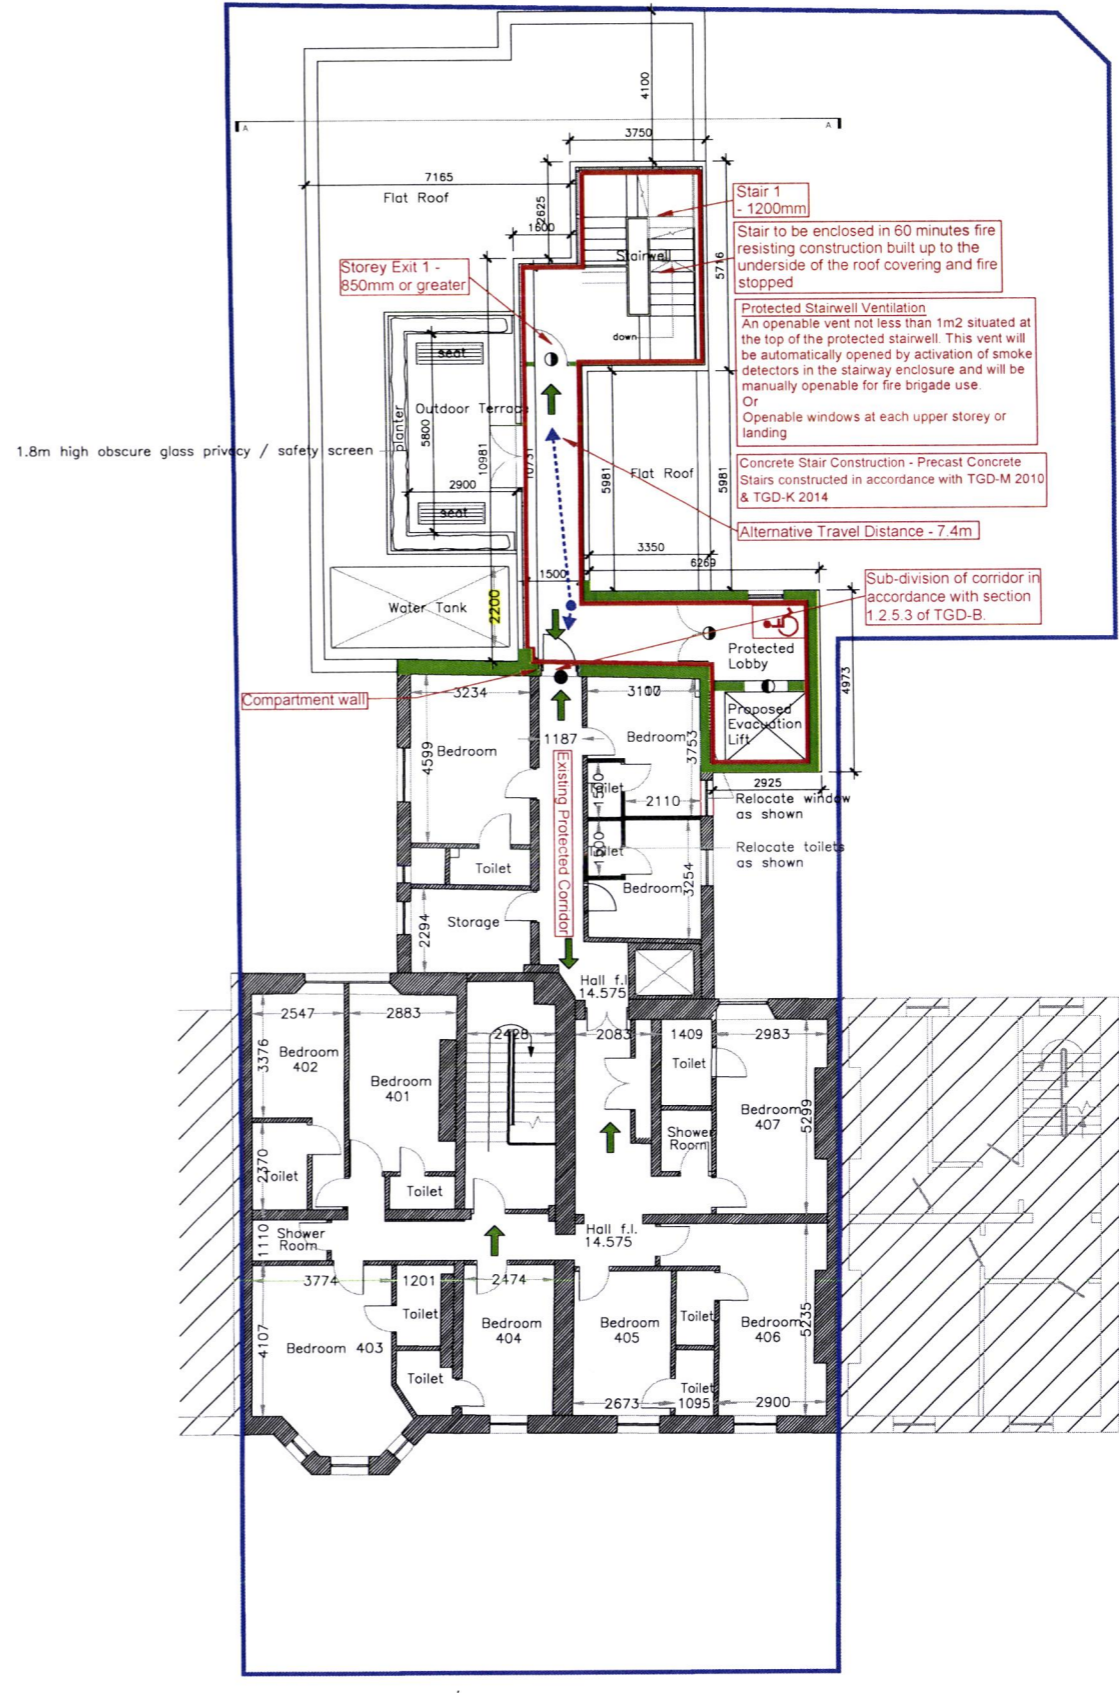 4100
A
A
3750
7165
Flat Roof
2625
1600
Stair 1
- 1200mm
Stair to be enclosed in 60 minutes fire
resisting construction built up to the
underside of the roof covering and fire
stopped
Stairwell
5716
Storey Exit 1 -
850mm or greater
down
Protected Stairwell Ventilation
An openable vent not less than 1m2 situated at
the top of the protected stairwell. This vent will
be automatically opened by activation of smoke
detectors in the stairway enclosure and will be
manually openable for fire brigade use.
Or
Openable windows at each upper storey or
landing
seat
Outdoor Terrace
planter
5800
10981
10731
1.8m high obscure glass privacy / safety screen
2900
seat
5981
Flat Roof
5981
Concrete Stair Construction - Precast Concrete
Stairs constructed in accordance with TGD-M 2010
& TGD-K 2014
Alternative Travel Distance - 7.4m
3350
6269
1500
Sub-division of corridor in
accordance with section
1.2.5.3 of TGD-B.
Water Tank
2200
Protected
Lobby
4973
Compartment wall
3234
Proposed
Evacuation
Lift
4599
Bedroom
1187
Bedroom
3753
Existing Protected Corridor
Toilet
2110
2925
Relocate window
as shown
Toilet
Toilet
Relocate toilets
as shown
Bedroom
3254
Storage
2294
Hall f.l.
14.575
2547
2883
2428
2083
1409
2983
3376
Bedroom
402
Bedroom
401
Toilet
Bedroom
407
5299
Shower
Room
2370
Toilet
Toilet
1110
Shower
Room
Hall f.l.
14.575
3774
1201
2474
4107
Bedroom 403
Toilet
Bedroom
404
Bedroom
405
Toilet
Bedroom
406
5235
Toilet
Toilet
2673
1095
2900